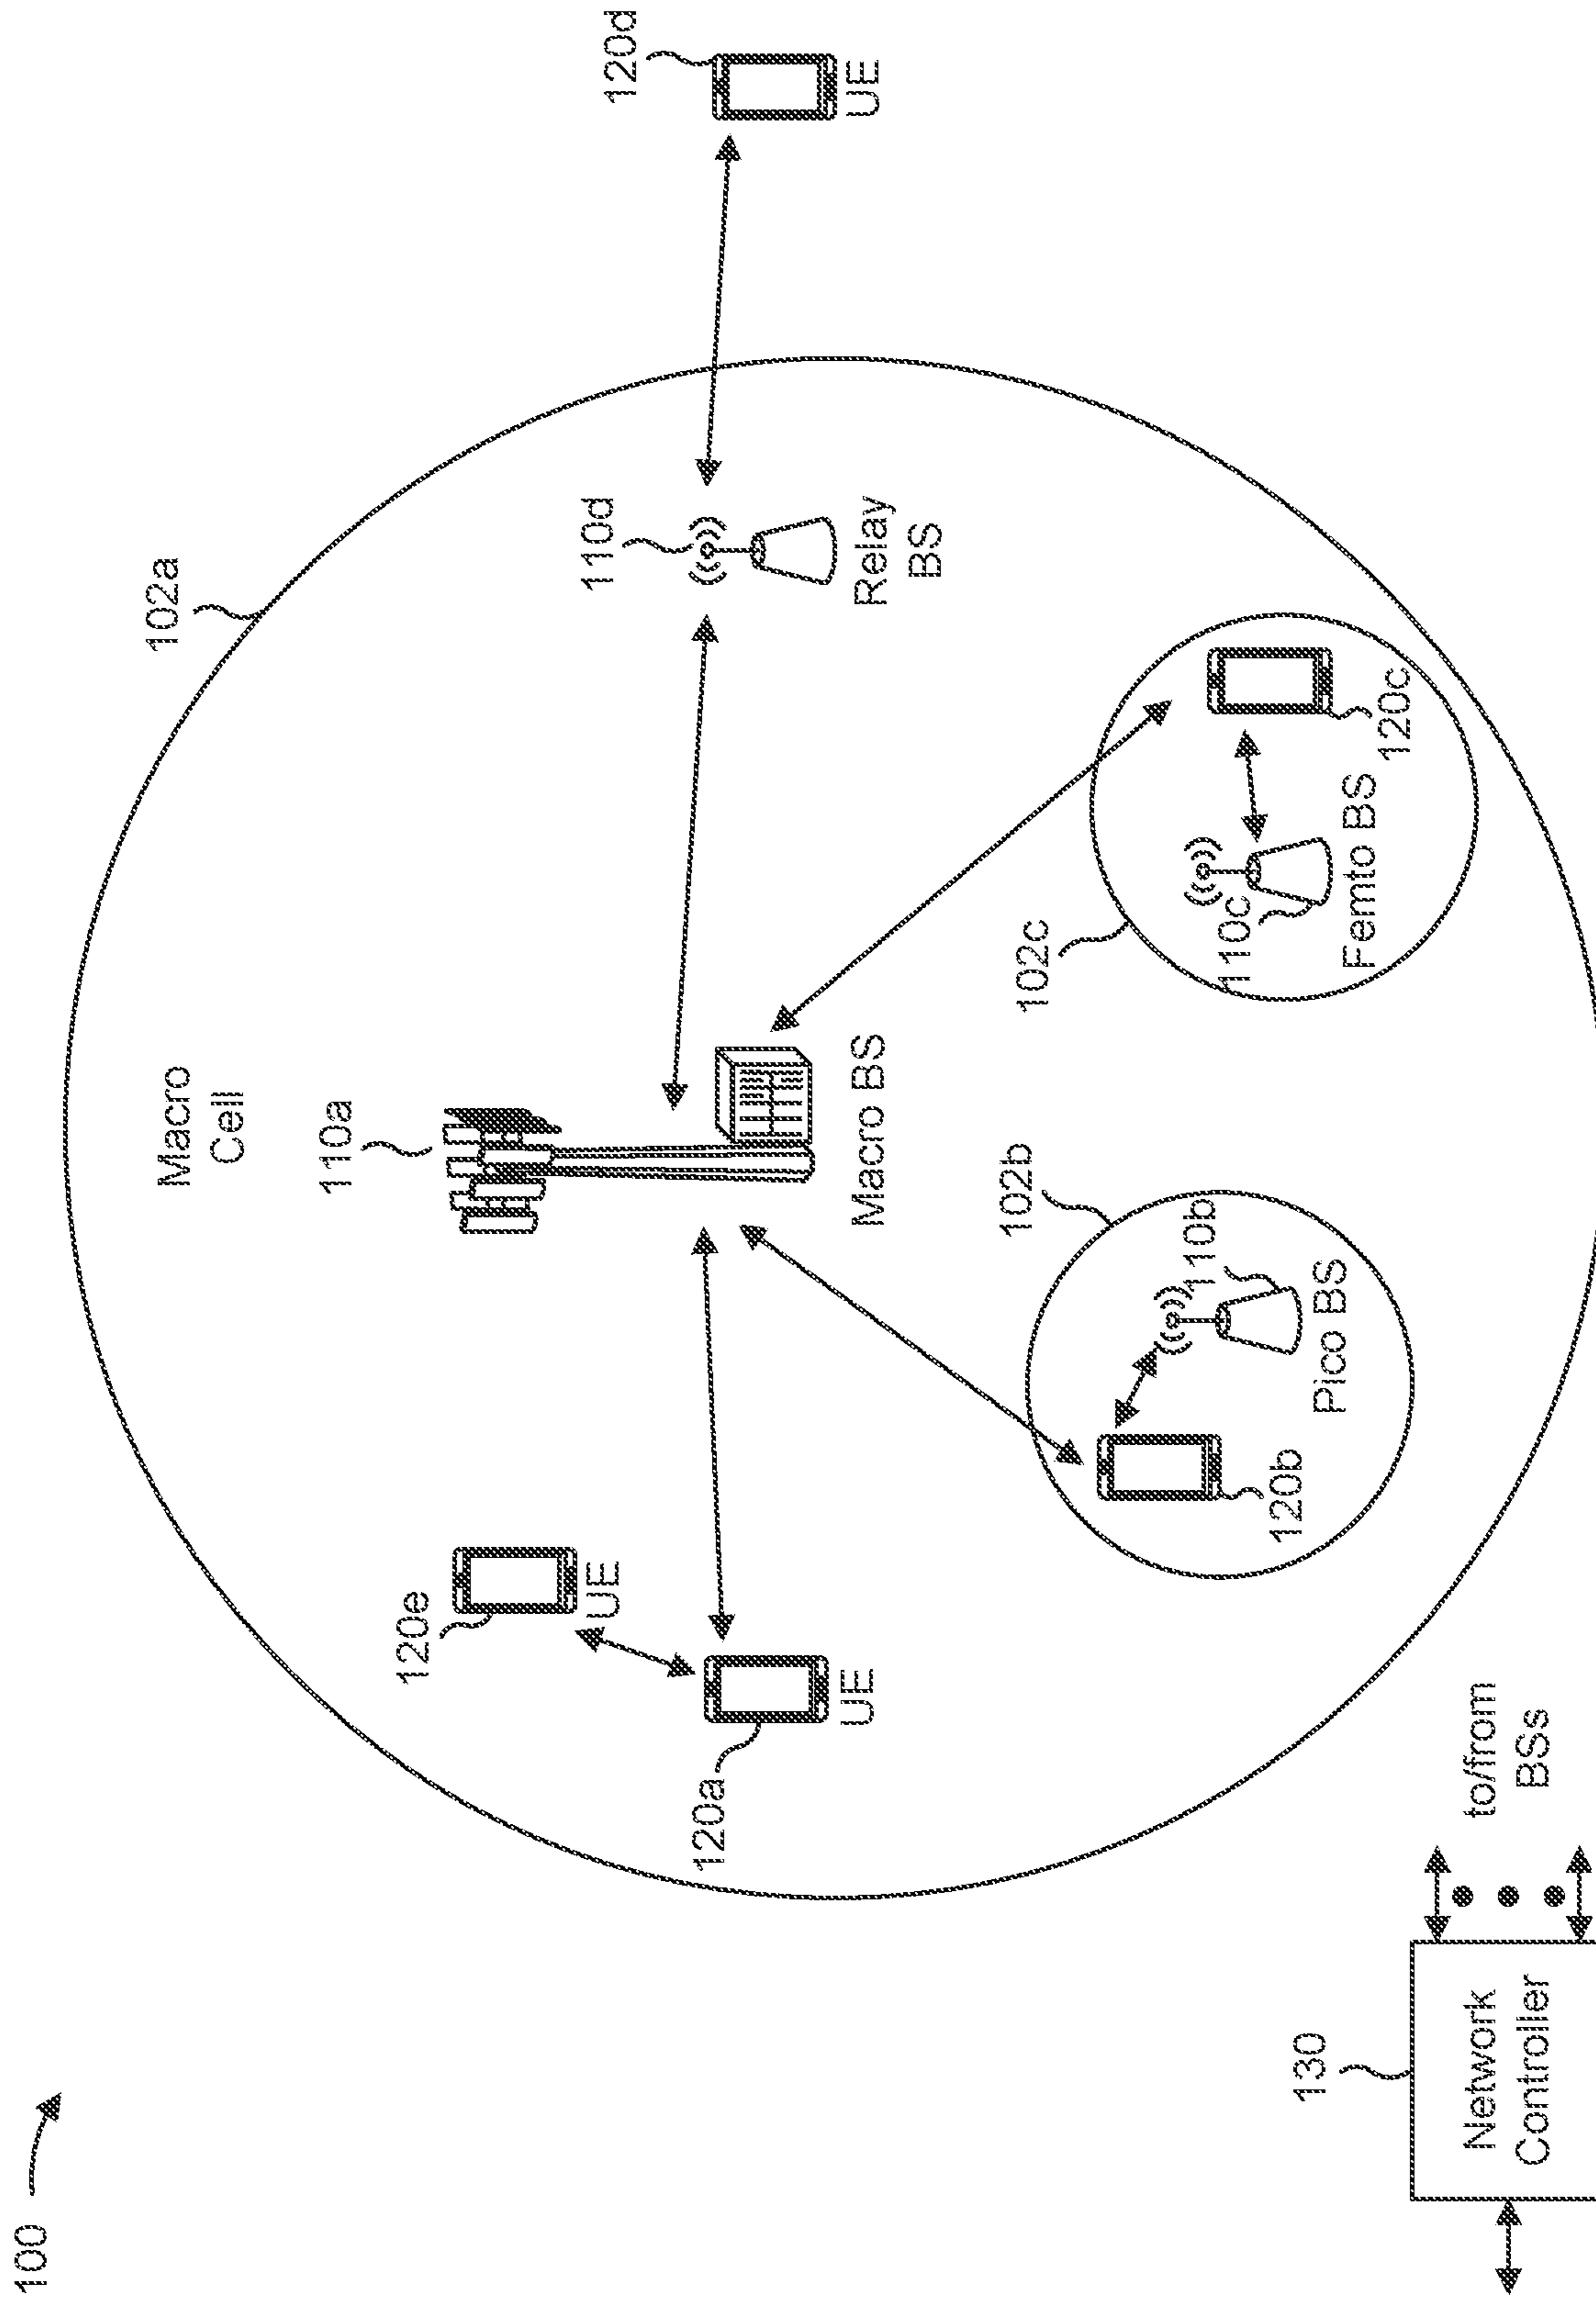 100
102a
Macro
Cell
110a
120d
UE
110d
Relay
BS
120e
UE
120a
UE
Macro BS
102b
110b
Pico BS
120b
102c
110c
Femto BS
120c
130
Network
Controller
to/from
BSs